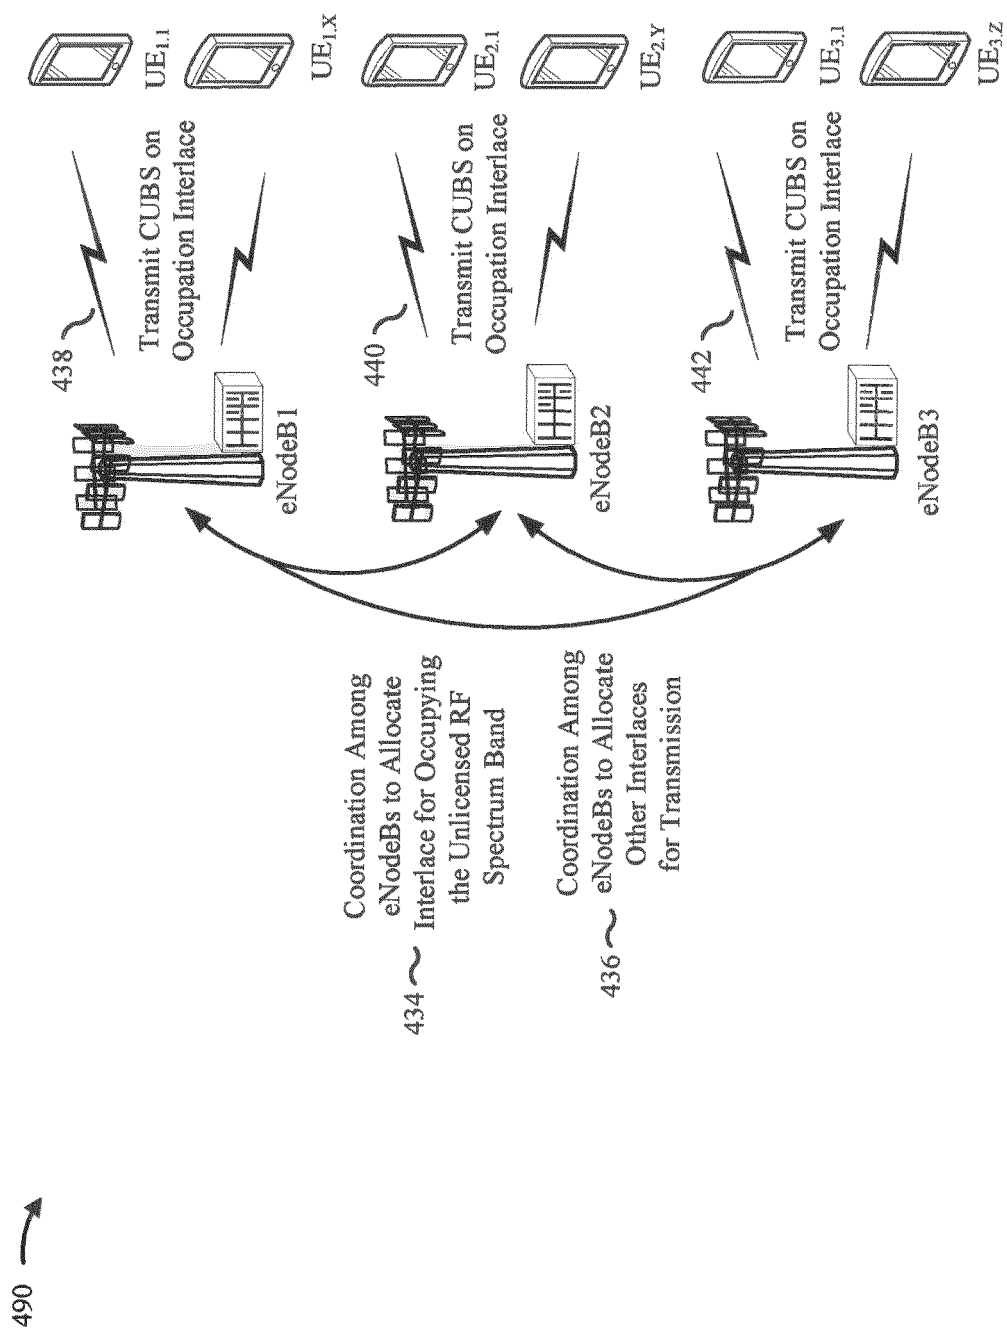 490
434
Coordination Among
eNodeBs to Allocate
Interlace for Occupying
the Unlicensed RF
Spectrum Band
436
Coordination Among
eNodeBs to Allocate
Other Interlaces
for Transmission
eNodeB1
438
Transmit CUBS on
Occupation Interlace
UE1.1
UE1.X
eNodeB2
440
Transmit CUBS on
Occupation Interlace
UE2.1
UE2.Y
eNodeB3
442
Transmit CUBS on
Occupation Interlace
UE3.1
UE3.Z